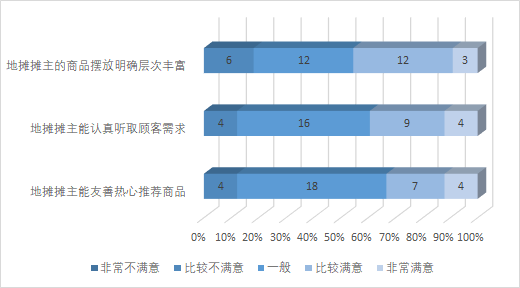 地摊摊主的商品摆放明确层次丰富
6 12 12 3
地摊摊主能认真听取顾客需求
4 16 9 4
地摊摊主能友善热心推荐商品
4 18 7 4
0% 10% 20% 30% 40% 50% 60% 70% 80% 90% 100%
非常不满意 比较不满意 一般 比较满意 非常满意